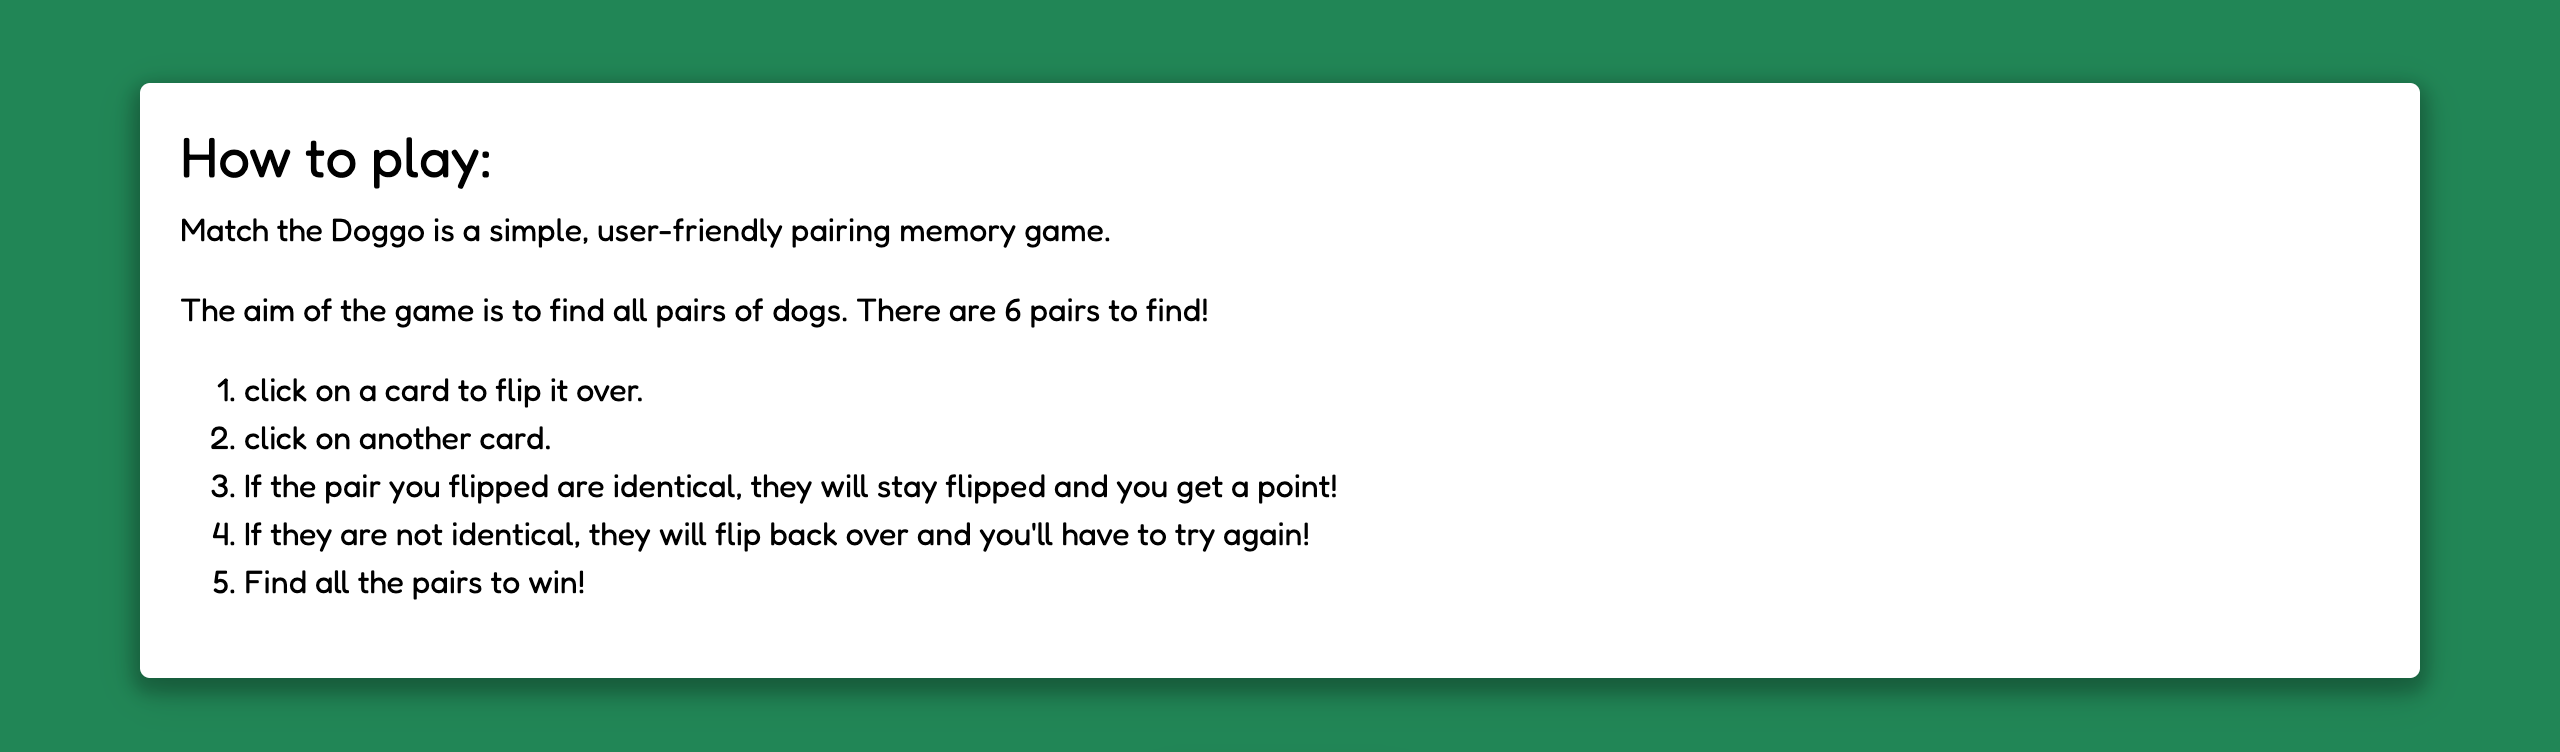 How to play:
Match the Doggo is a simple, user-friendly pairing memory game.
The aim of the game is to find all pairs of dogs. There are 6 pairs to find!
1. click on a card to flip it over.
2. click on another card.
3. If the pair you flipped are identical, they will stay flipped and you get a point!
4. If they are not identical, they will flip back over and you'll have to try again!
5. Find all the pairs to win!